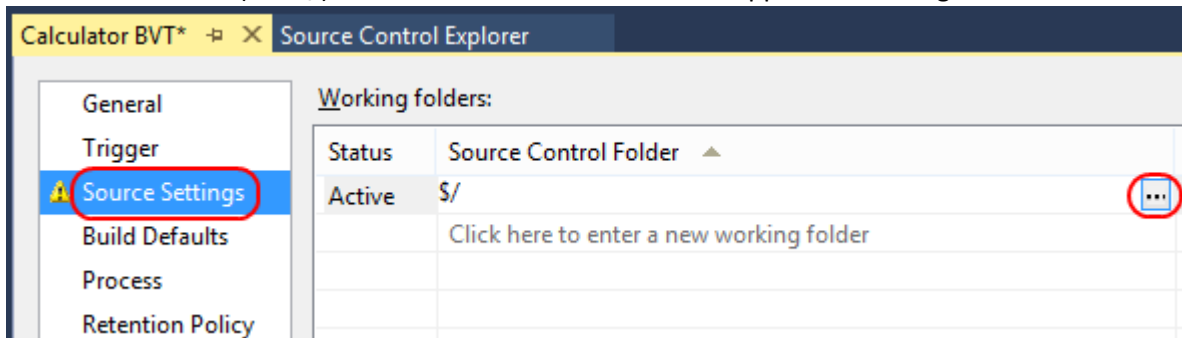 Calculator BVT* Source Control Explorer
General
Trigger
Source Settings
Build Defaults
Process
Retention Policy
Working folders:
Status Source Control Folder
Active $/ ...
Click here to enter a new working folder